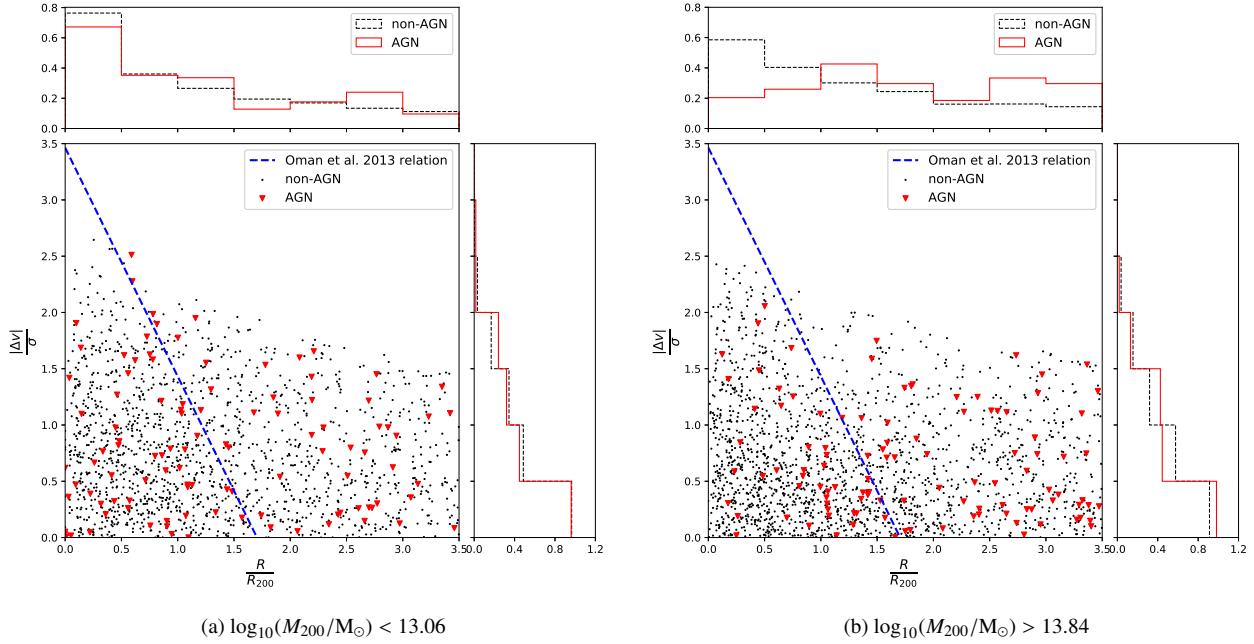 0.8
0.6
0.4
0.2
0.0
non-AGN
AGN
3.5
3.0
2.5
2.0
1.5
1.0
0.5
0.0
|Δv|
σ
Oman et al. 2013 relation
non-AGN
AGN
0.0 0.5 1.0 1.5 2.0 2.5 3.0 3.5
R
R200
0.0 0.4 0.8 1.2
(a) log10(M200/M⊙) < 13.06
0.8
0.6
0.4
0.2
0.0
non-AGN
AGN
3.5
3.0
2.5
2.0
1.5
1.0
0.5
0.0
|Δv|
σ
Oman et al. 2013 relation
non-AGN
AGN
0.0 0.5 1.0 1.5 2.0 2.5 3.0 3.5
R
R200
0.0 0.4 0.8 1.2
(b) log10(M200/M⊙) > 13.84